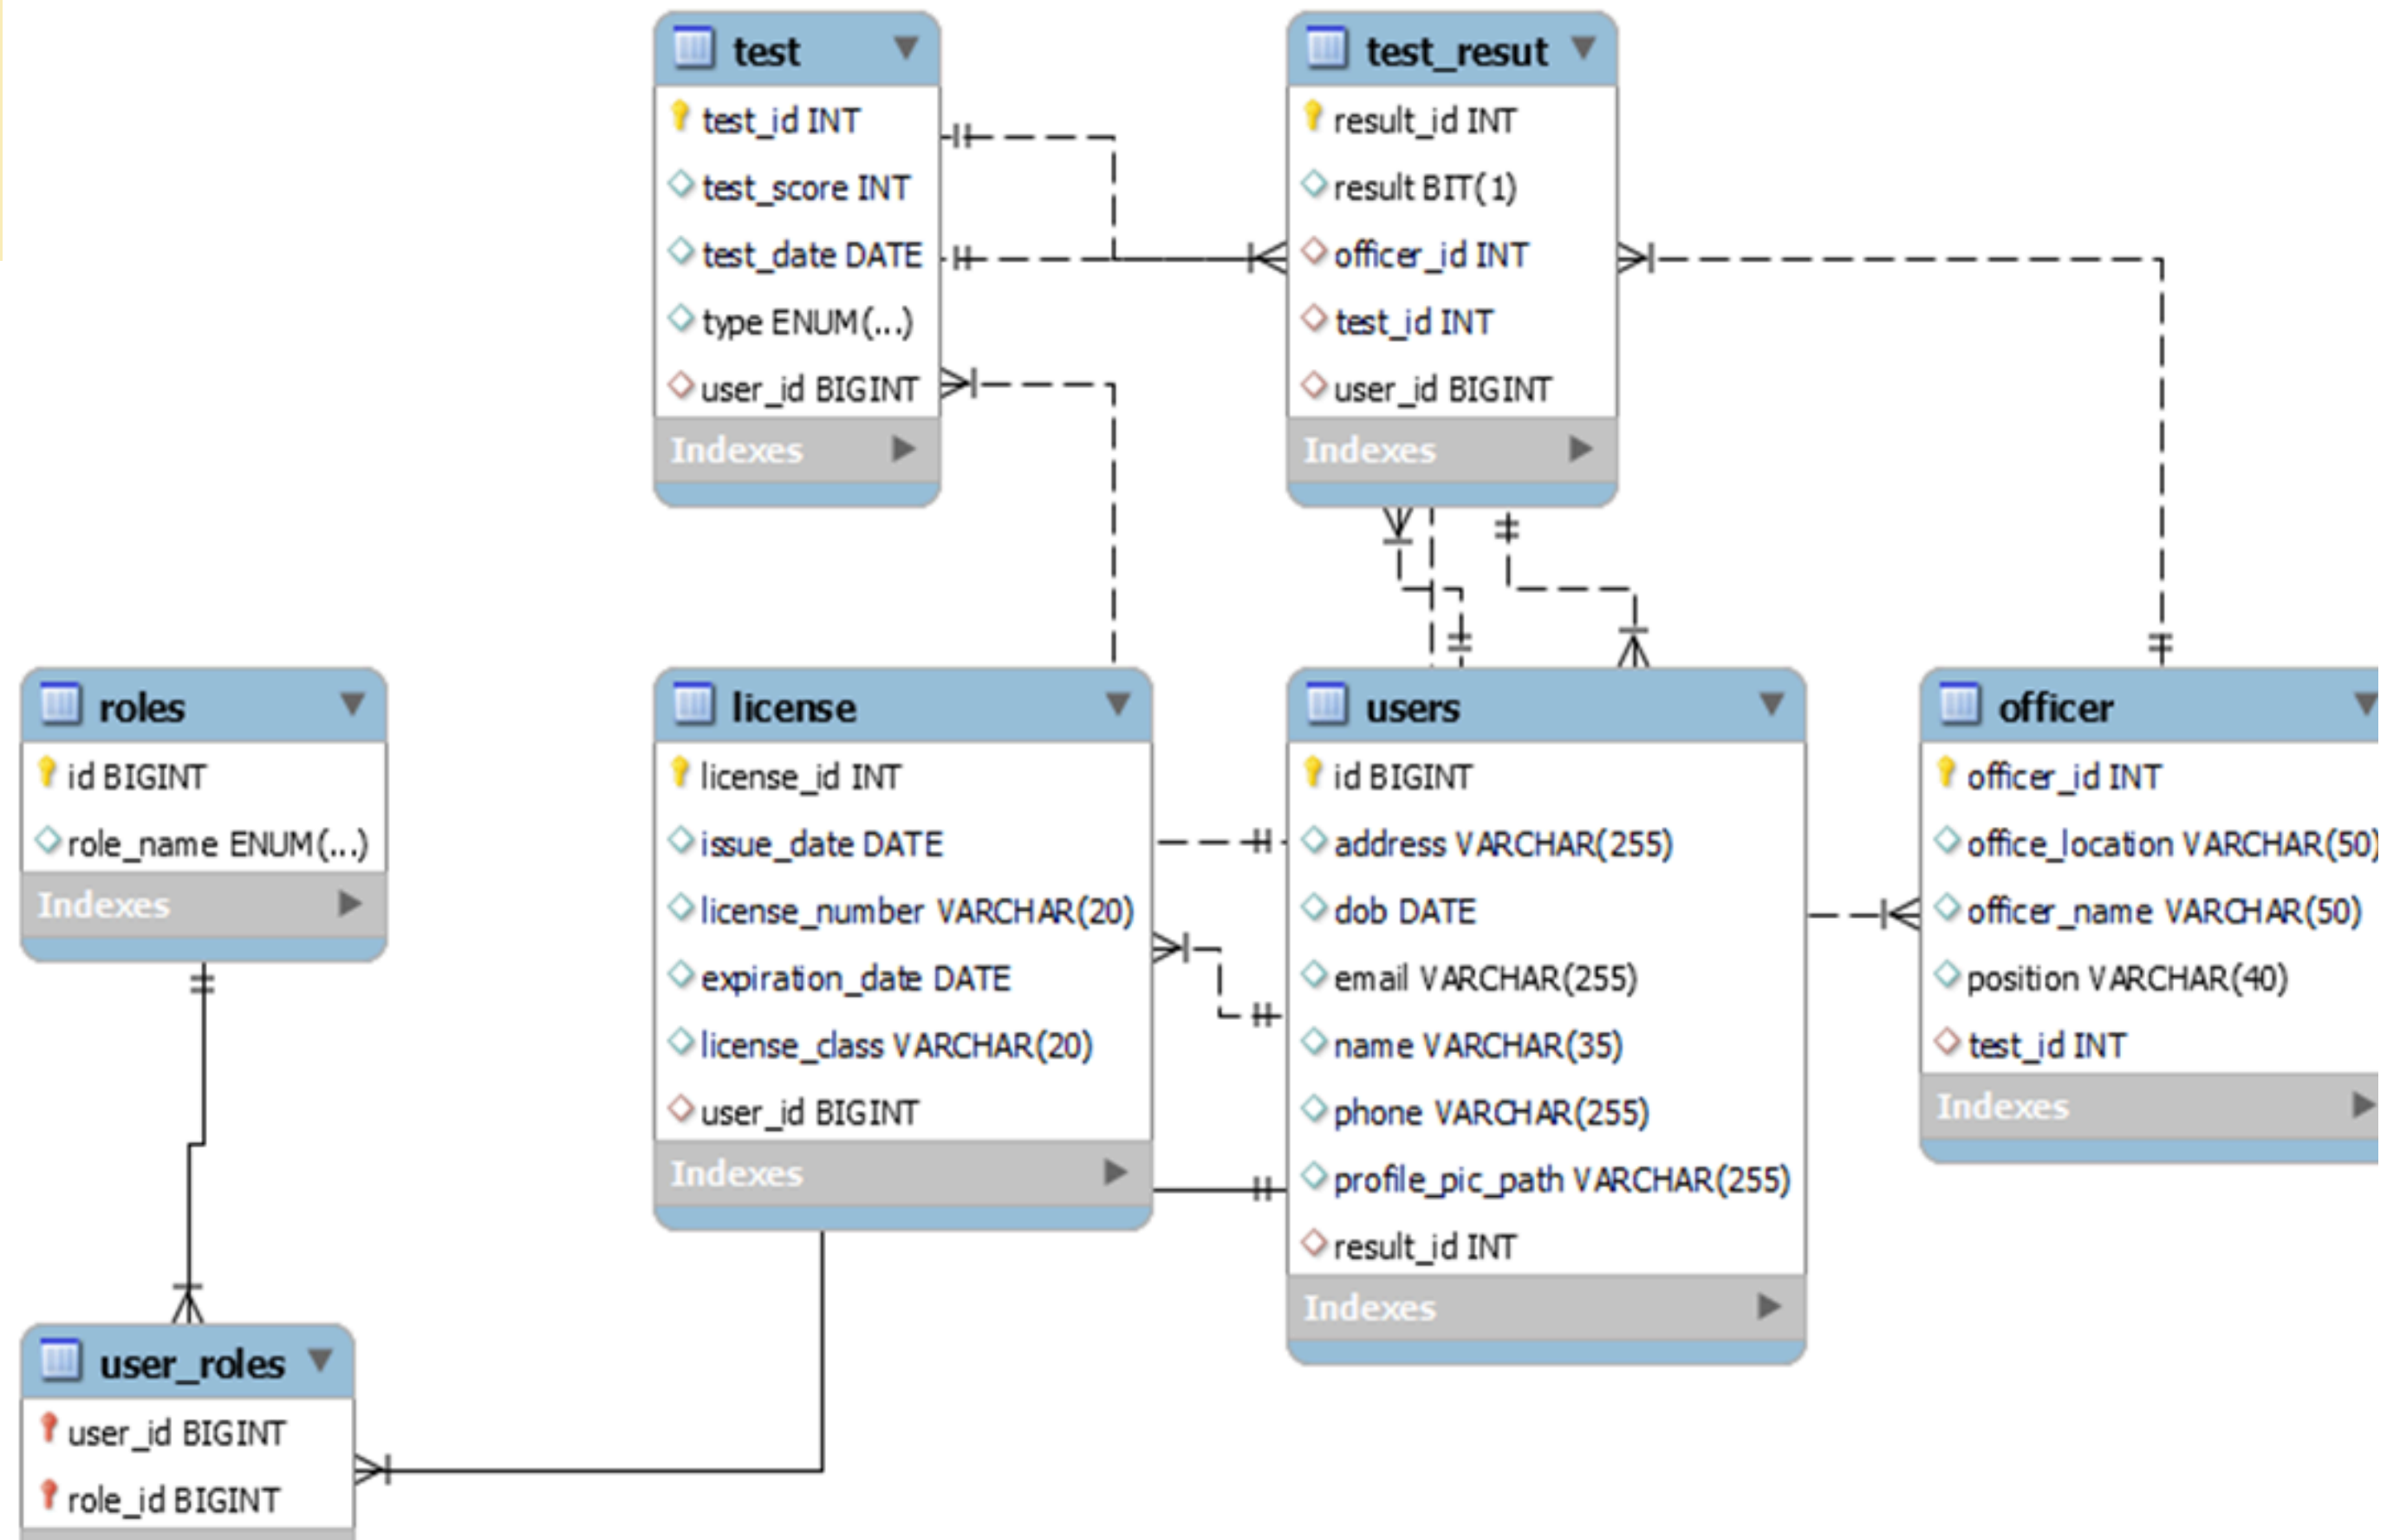 test
test_id INT
test_score INT
test_date DATE
type ENUM(...)
user_id BIGINT
Indexes
test_resut
result_id INT
result BIT(1)
officer_id INT
test_id INT
user_id BIGINT
Indexes
roles
id BIGINT
role_name ENUM(...)
Indexes
license
license_id INT
issue_date DATE
license_number VARCHAR(20)
expiration_date DATE
license_class VARCHAR(20)
user_id BIGINT
Indexes
users
id BIGINT
address VARCHAR(255)
dob DATE
email VARCHAR(255)
name VARCHAR(35)
phone VARCHAR(255)
profile_pic_path VARCHAR(255)
result_id INT
Indexes
officer
officer_id INT
office_location VARCHAR(50)
officer_name VARCHAR(50)
position VARCHAR(40)
test_id INT
Indexes
user_roles
user_id BIGINT
role_id BIGINT